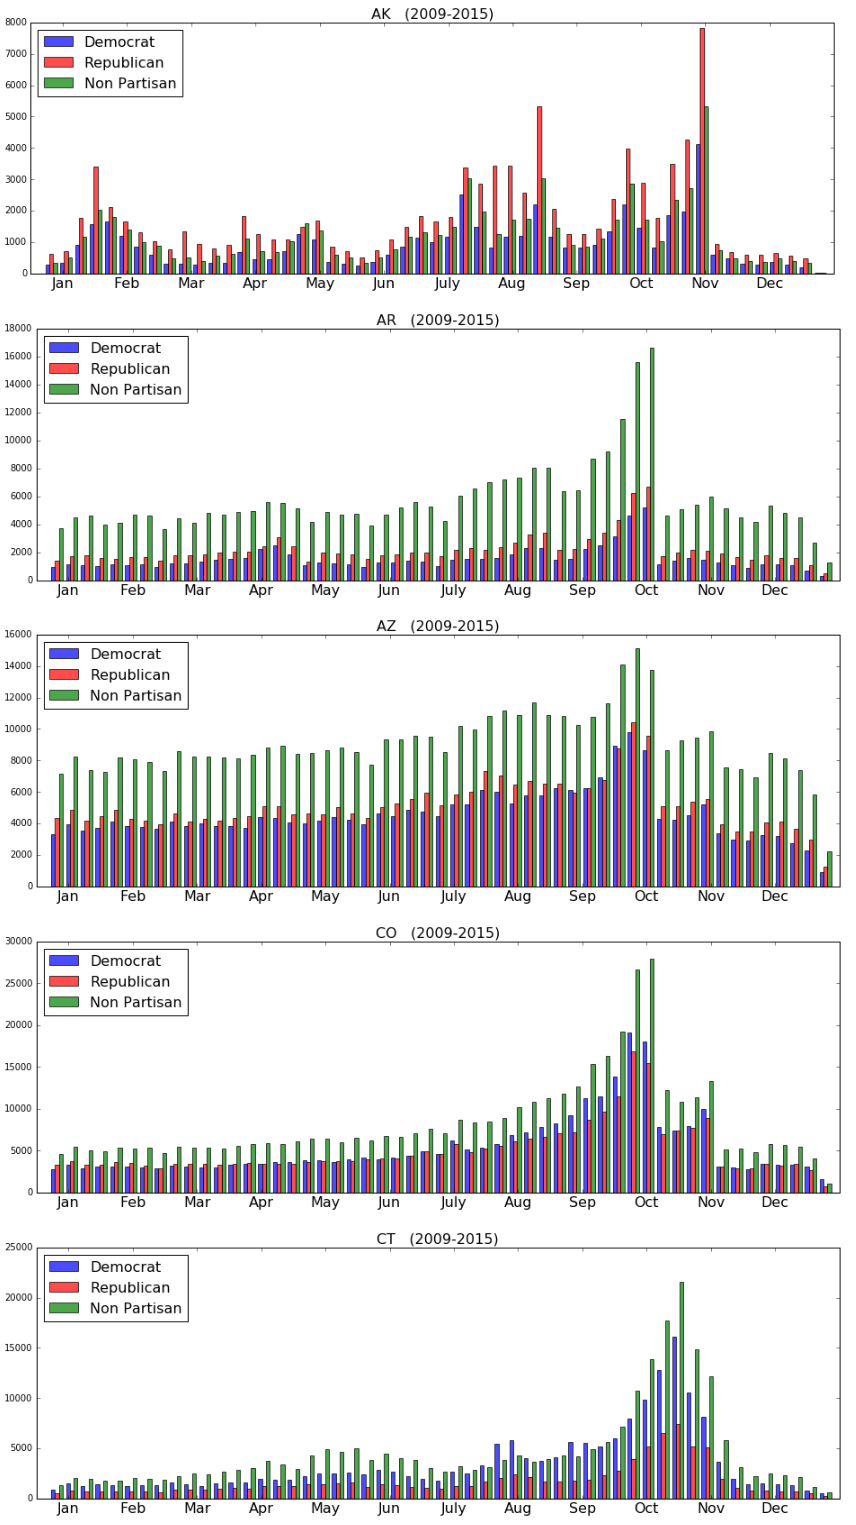 AK (2009-2015)
8000
7000
6000
5000
4000
3000
2000
1000
0
Democrat
Republican
Non Partisan
Jan Feb Mar Apr May Jun July Aug Sep Oct Nov Dec
AR (2009-2015)
18000
16000
14000
12000
10000
8000
6000
4000
2000
0
Democrat
Republican
Non Partisan
Jan Feb Mar Apr May Jun July Aug Sep Oct Nov Dec
AZ (2009-2015)
16000
14000
12000
10000
8000
6000
4000
2000
0
Democrat
Republican
Non Partisan
Jan Feb Mar Apr May Jun July Aug Sep Oct Nov Dec
CO (2009-2015)
30000
25000
20000
15000
10000
5000
0
Democrat
Republican
Non Partisan
Jan Feb Mar Apr May Jun July Aug Sep Oct Nov Dec
CT (2009-2015)
25000
20000
15000
10000
5000
0
Democrat
Republican
Non Partisan
Jan Feb Mar Apr May Jun July Aug Sep Oct Nov Dec